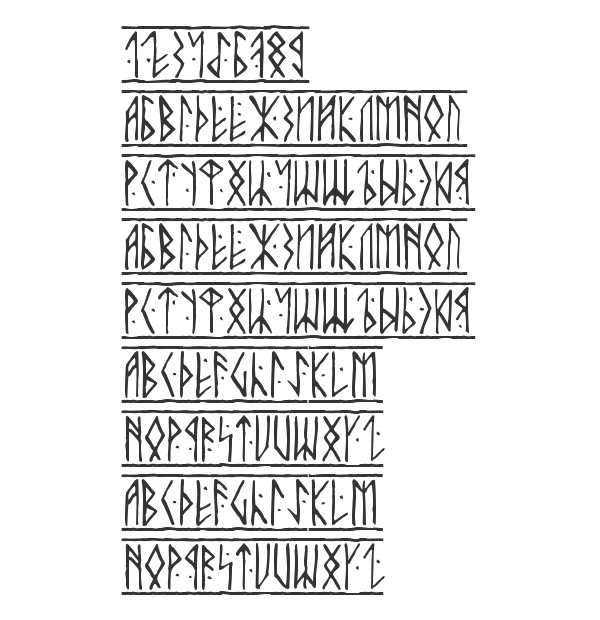 123456789
АБВГДЕЁЖЗИЙКЛМНОП
РСТУФХЦЧШЩЪЫЬЭЮЯ
АБВГДЕЁЖЗИЙКЛМНОП
РСТУФХЦЧШЩЪЫЬЭЮЯ
ABCDEFGHIJKLM
NOPQRSTUVWXYZ
ABCDEFGHIJKLM
NOPQRSTUVWXYZ